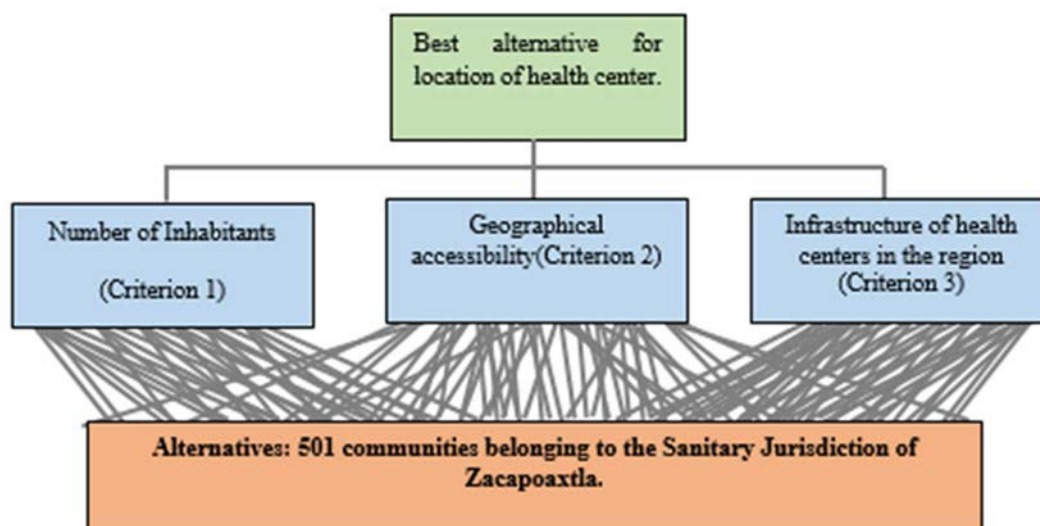 Best alternative for
location of health center.
Number of Inhabitants
(Criterion 1)
Geographical
accessibility(Criterion 2)
Infrastructure of health
centers in the region
(Criterion 3)
Alternatives: 501 communities belonging to the Sanitary Jurisdiction of
Zacapoaxtla.